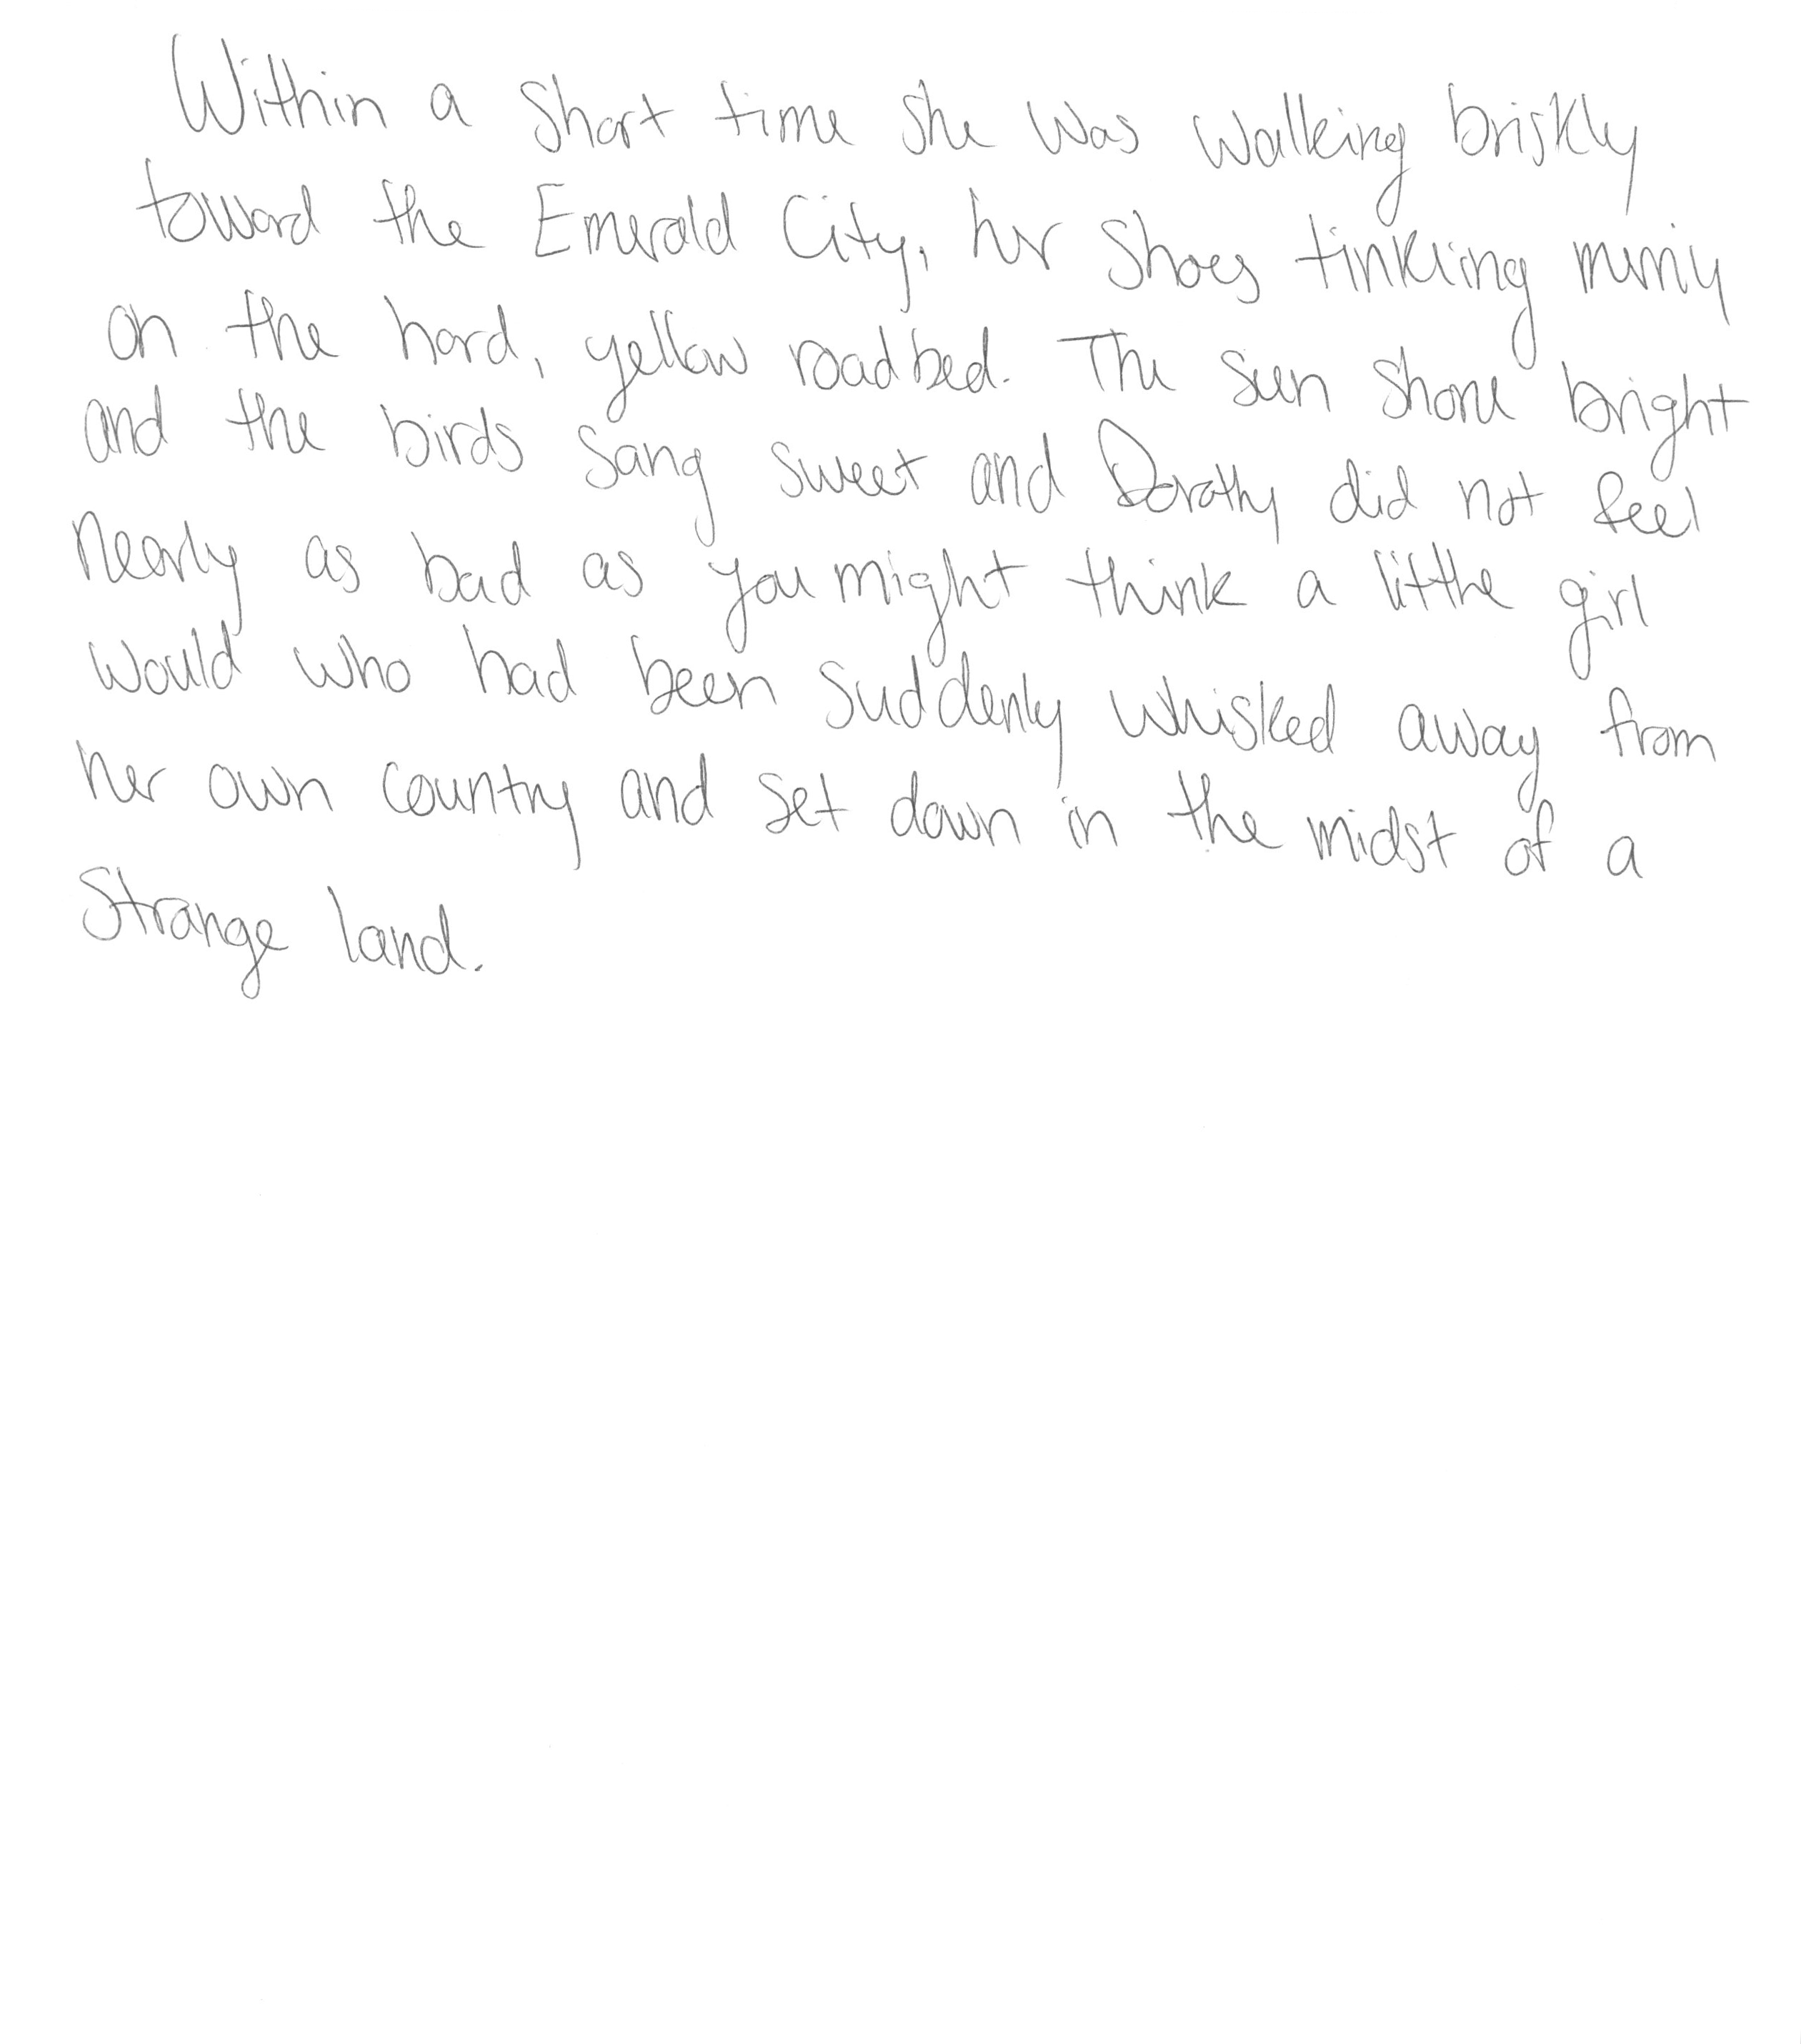 Within a short time she was walking briskly
toward the Emerald City, her shoes tinkling merrily
on the hard, yellow roadbed. The sun shone bright
and the birds sang sweet and Dorothy did not feel
nearly as bad as you might think a little girl
would who had been suddenly whisked away from
her own country and set down in the midst of a
strange land.